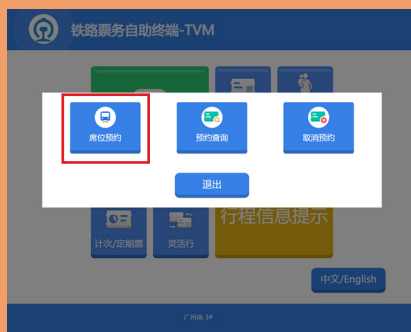 铁路票务自助终端-TVM
席位预约
预约查询
取消预约
退出
计次/定期票
灵活行
行程信息提示
中文/English
广州南 3#